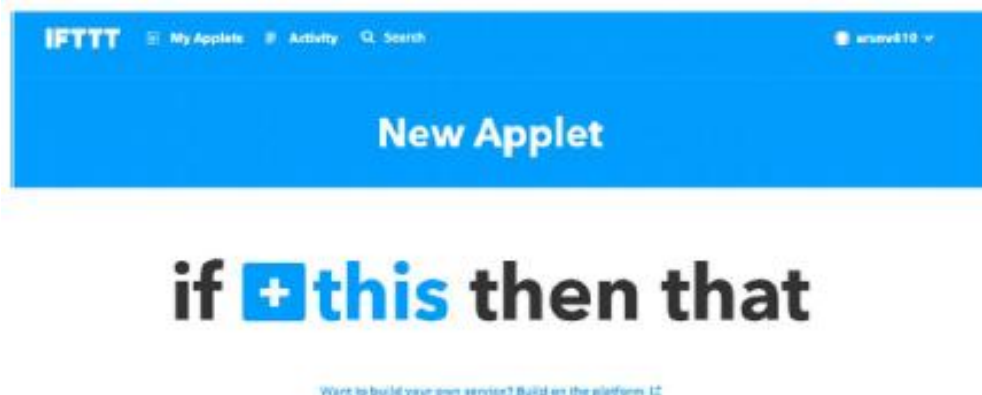 IFTTT My Applets Activity Search
New Applet
if + this then that
Want to build your own service? Build on the platform